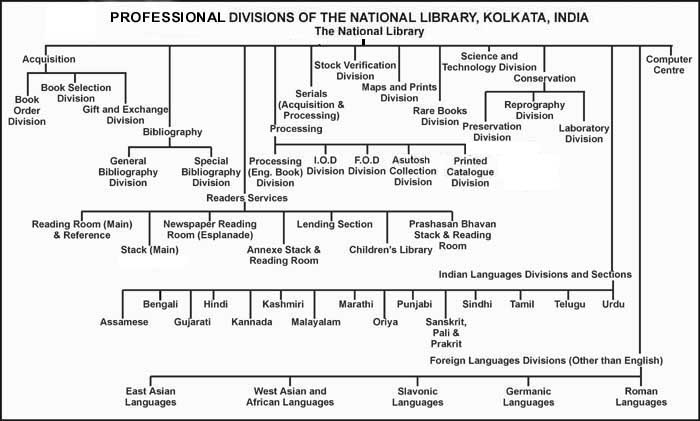 PROFESSIONAL DIVISIONS OF THE NATIONAL LIBRARY, KOLKATA, INDIA
The National Library
Acquisition
Book Order Division
Book Selection Division
Gift and Exchange Division
Bibliography
General Bibliography Division
Special Bibliography Division
Serials (Acquisition & Processing)
Stock Verification Division
Maps and Prints Division
Rare Books Division
Science and Technology Division
Conservation
Preservation Division
Reprography Division
Laboratory Division
Computer Centre
Processing
Processing (Eng. Book) Division
I.O.D Division
F.O.D Division
Asutosh Collection Division
Printed Catalogue Division
Readers Services
Reading Room (Main) & Reference
Stack (Main)
Newspaper Reading Room (Esplanade)
Annexe Stack & Reading Room
Lending Section
Children's Library
Prashasan Bhavan Stack & Reading Room
Indian Languages Divisions and Sections
Assamese
Bengali
Gujarati
Hindi
Kannada
Kashmiri
Malayalam
Marathi
Oriya
Punjabi
Sanskrit, Pali & Prakrit
Sindhi
Tamil
Telugu
Urdu
Foreign Languages Divisions (Other than English)
East Asian Languages
West Asian and African Languages
Slavonic Languages
Germanic Languages
Roman Languages